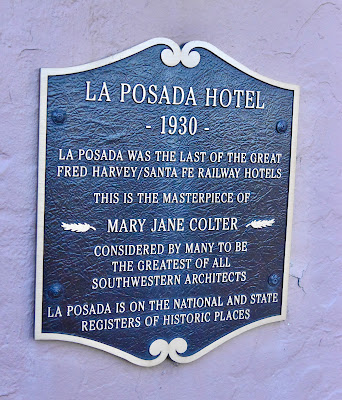 LA POSADA HOTEL
- 1930 -
LA POSADA WAS THE LAST OF THE GREAT
FRED HARVEY/SANTA FE RAILWAY HOTELS
THIS IS THE MASTERPIECE OF
MARY JANE COLTER
CONSIDERED BY MANY TO BE
THE GREATEST OF ALL
SOUTHWESTERN ARCHITECTS
LA POSADA IS ON THE NATIONAL AND STATE
REGISTERS OF HISTORIC PLACES